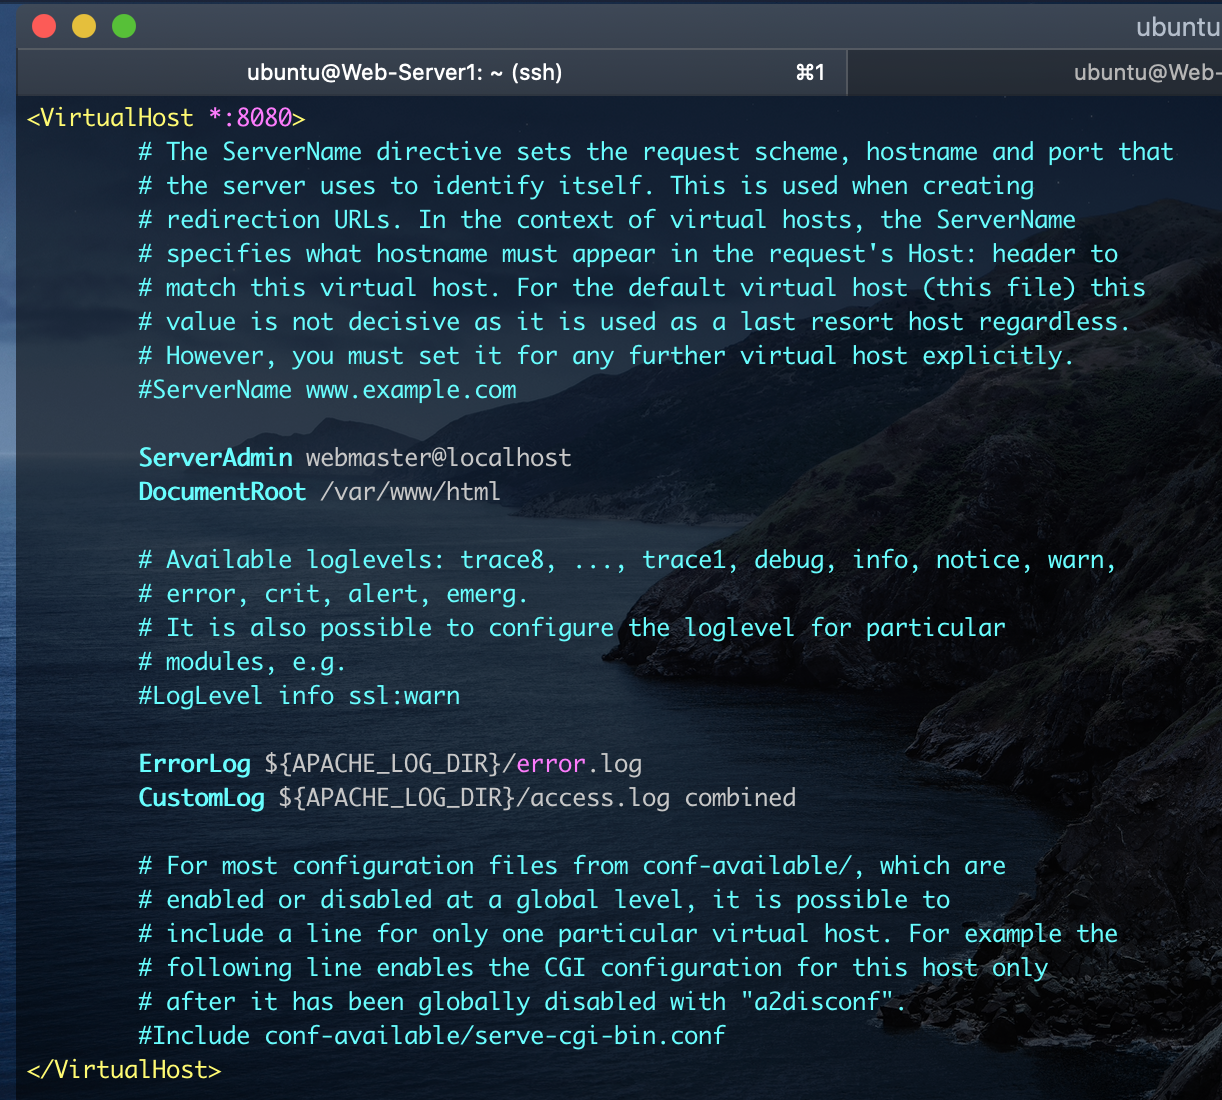 ubuntu
ubuntu@Web-Server1: ~ (ssh) ⌘1 ubuntu@Web-
<VirtualHost *:8080>
# The ServerName directive sets the request scheme, hostname and port that
# the server uses to identify itself. This is used when creating
# redirection URLs. In the context of virtual hosts, the ServerName
# specifies what hostname must appear in the request's Host: header to
# match this virtual host. For the default virtual host (this file) this
# value is not decisive as it is used as a last resort host regardless.
# However, you must set it for any further virtual host explicitly.
#ServerName www.example.com
ServerAdmin webmaster@localhost
DocumentRoot /var/www/html
# Available loglevels: trace8, ..., trace1, debug, info, notice, warn,
# error, crit, alert, emerg.
# It is also possible to configure the loglevel for particular
# modules, e.g.
#LogLevel info ssl:warn
ErrorLog ${APACHE_LOG_DIR}/error.log
CustomLog ${APACHE_LOG_DIR}/access.log combined
# For most configuration files from conf-available/, which are
# enabled or disabled at a global level, it is possible to
# include a line for only one particular virtual host. For example the
# following line enables the CGI configuration for this host only
# after it has been globally disabled with "a2disconf".
#Include conf-available/serve-cgi-bin.conf
</VirtualHost>